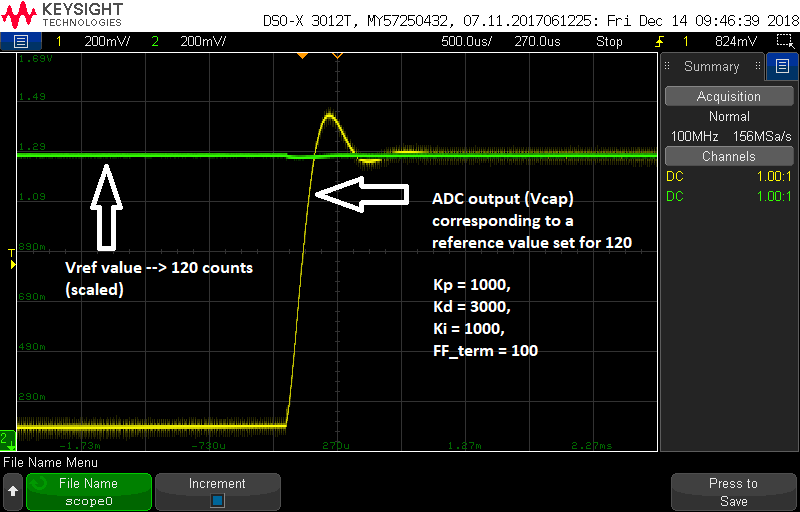 KEYSIGHT
TECHNOLOGIES
DSO-X 3012T, MY57250432, 07.11.2017061225: Fri Dec 14 09:46:39 2018
1 200mV/ 2 200mV/ 500.0us/ 270.0us Stop 1 824mV
1.69V
1.49
1.29
1.09
890m
690m
490m
290m
-1.73m -730u 270u 1.27m 2.27ms
T
2
Vref value --> 120 counts
(scaled)
ADC output (Vcap)
corresponding to a
reference value set for 120
Kp = 1000,
Kd = 3000,
Ki = 1000,
FF_term = 100
Summary
Acquisition
Normal
100MHz 156MSa/s
Channels
DC 1.00:1
DC 1.00:1
File Name Menu
File Name
scope0
Increment
Press to
Save